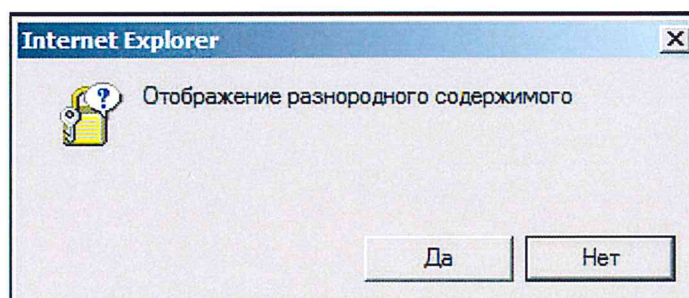 Internet Explorer
Отображение разнородного содержимого
Да
Нет